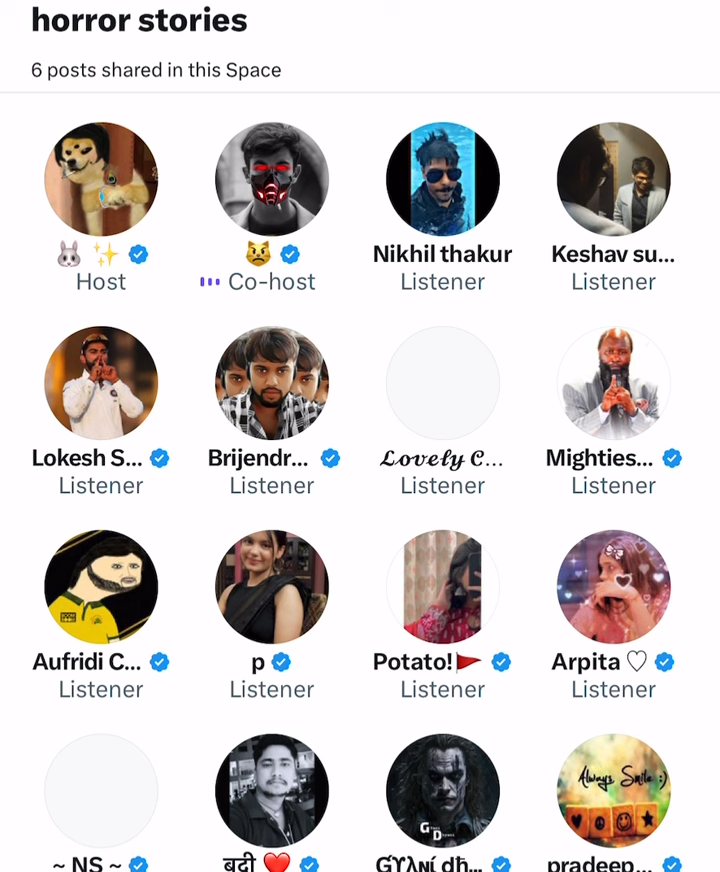 horror stories
6 posts shared in this Space
🐰 ✨
Host
😾
Co-host
Nikhil thakur
Listener
Keshav su...
Listener
Lokesh S...
Listener
Brijendr...
Listener
𝓛𝓸𝓿𝓮𝓵𝔂 𝓒...
Listener
Mighties...
Listener
Aufridi C...
Listener
p
Listener
Potato!🚩
Listener
Arpita ♡
Listener
Always Smile :)
~ NS ~
बदी ❤️
pradeep...